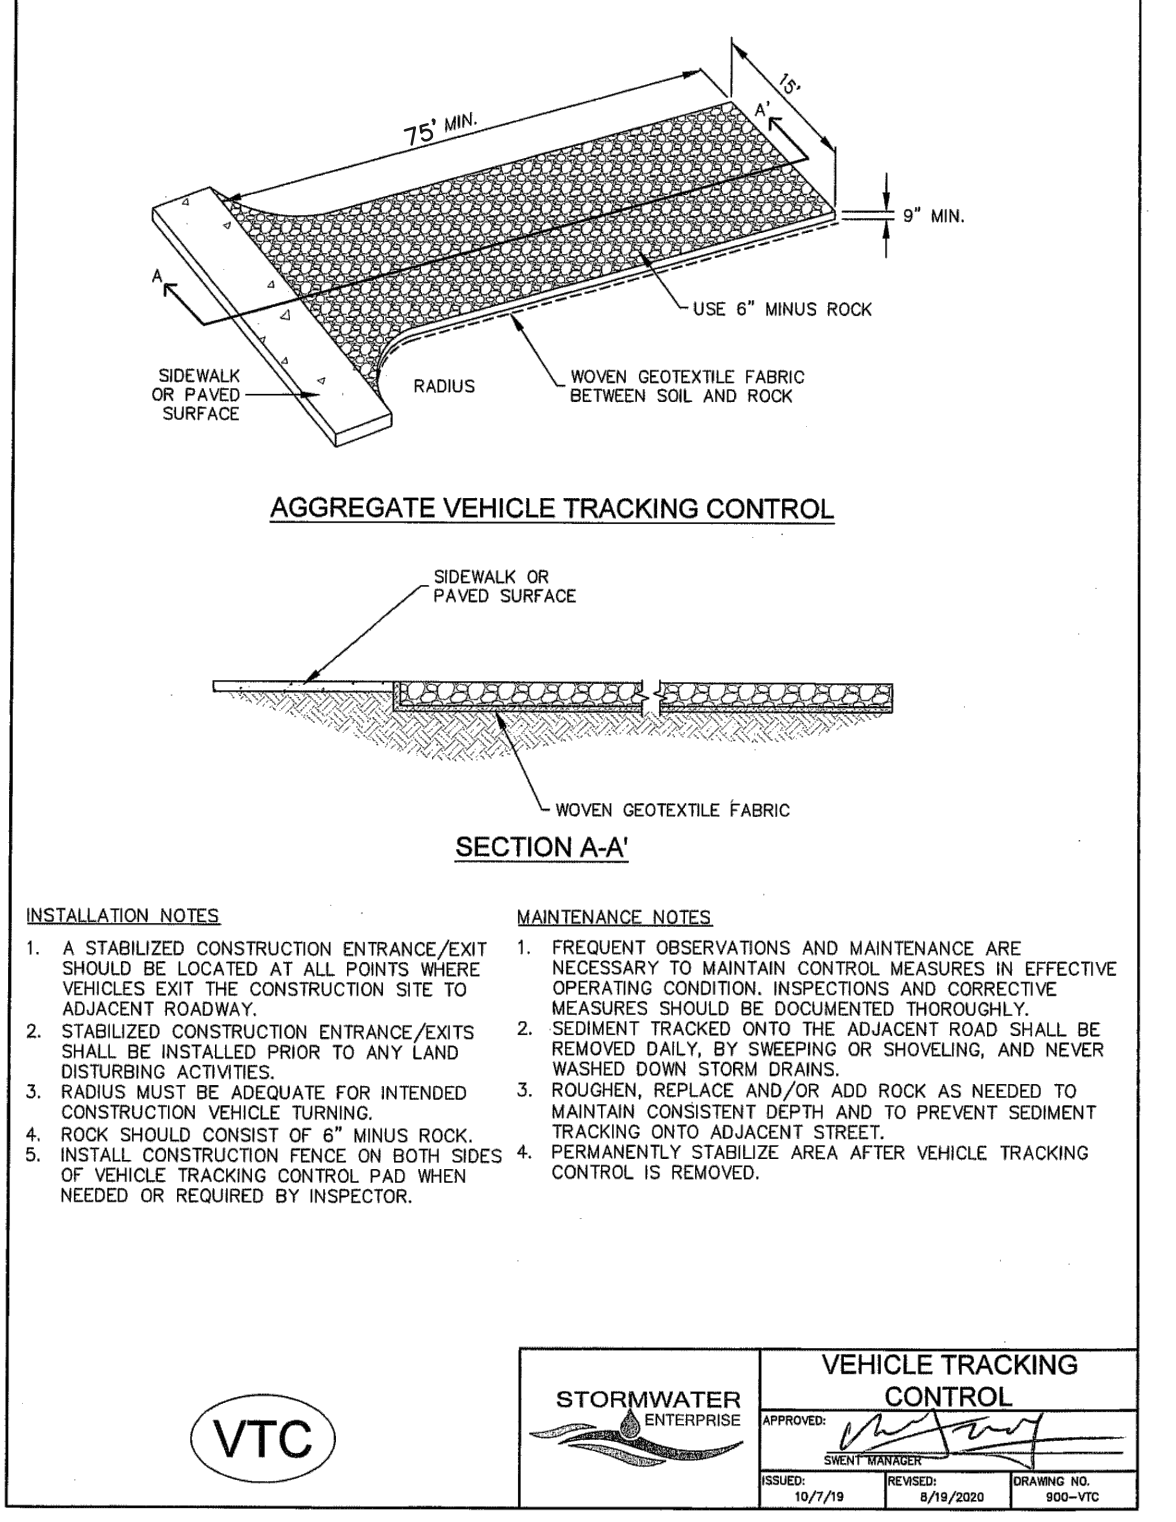 75' MIN.
15'
A'
9" MIN.
USE 6" MINUS ROCK
A
SIDEWALK
OR PAVED
SURFACE
RADIUS
WOVEN GEOTEXTILE FABRIC
BETWEEN SOIL AND ROCK
AGGREGATE VEHICLE TRACKING CONTROL
SIDEWALK OR
PAVED SURFACE
WOVEN GEOTEXTILE FABRIC
SECTION A-A'
INSTALLATION NOTES
1. A STABILIZED CONSTRUCTION ENTRANCE/EXIT
SHOULD BE LOCATED AT ALL POINTS WHERE
VEHICLES EXIT THE CONSTRUCTION SITE TO
ADJACENT ROADWAY.
2. STABILIZED CONSTRUCTION ENTRANCE/EXITS
SHALL BE INSTALLED PRIOR TO ANY LAND
DISTURBING ACTIVITIES.
3. RADIUS MUST BE ADEQUATE FOR INTENDED
CONSTRUCTION VEHICLE TURNING.
4. ROCK SHOULD CONSIST OF 6" MINUS ROCK.
5. INSTALL CONSTRUCTION FENCE ON BOTH SIDES
OF VEHICLE TRACKING CONTROL PAD WHEN
NEEDED OR REQUIRED BY INSPECTOR.
MAINTENANCE NOTES
1. FREQUENT OBSERVATIONS AND MAINTENANCE ARE
NECESSARY TO MAINTAIN CONTROL MEASURES IN EFFECTIVE
OPERATING CONDITION. INSPECTIONS AND CORRECTIVE
MEASURES SHOULD BE DOCUMENTED THOROUGHLY.
2. SEDIMENT TRACKED ONTO THE ADJACENT ROAD SHALL BE
REMOVED DAILY, BY SWEEPING OR SHOVELING, AND NEVER
WASHED DOWN STORM DRAINS.
3. ROUGHEN, REPLACE AND/OR ADD ROCK AS NEEDED TO
MAINTAIN CONSISTENT DEPTH AND TO PREVENT SEDIMENT
TRACKING ONTO ADJACENT STREET.
4. PERMANENTLY STABILIZE AREA AFTER VEHICLE TRACKING
CONTROL IS REMOVED.
VTC
STORMWATER
ENTERPRISE
VEHICLE TRACKING
CONTROL
APPROVED:
SWENT MANAGER
ISSUED:
10/7/19
REVISED:
8/19/2020
DRAWING NO.
900-VTC